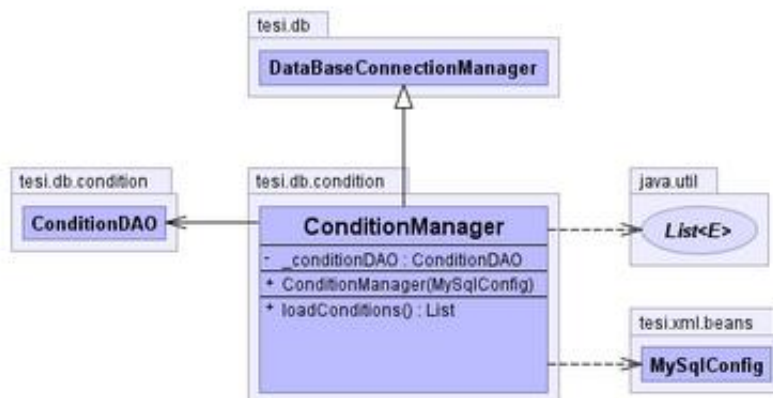 tesi.db
DataBaseConnectionManager
tesi.db.condition
ConditionDAO
tesi.db.condition
ConditionManager
- _conditionDAO : ConditionDAO
+ ConditionManager(MySqlConfig)
+ loadConditions() : List
java.util
List<E>
tesi.xml.beans
MySqlConfig